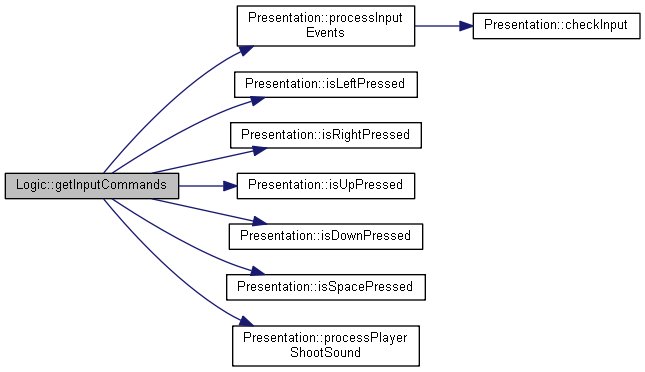 Presentation::processInput
Events
Presentation::checkInput
Presentation::isLeftPressed
Presentation::isRightPressed
Logic::getInputCommands
Presentation::isUpPressed
Presentation::isDownPressed
Presentation::isSpacePressed
Presentation::processPlayer
ShootSound